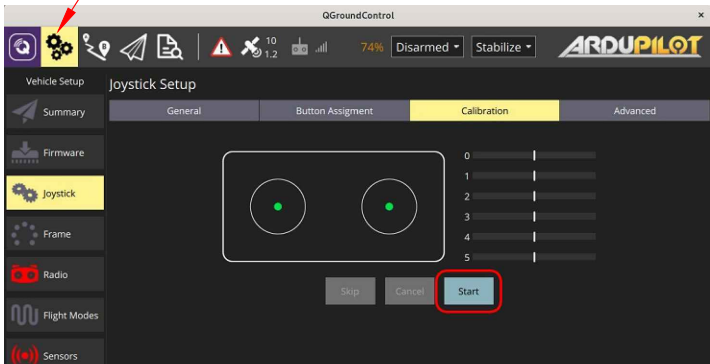 QGroundControl
x
10
1.2
74%
Disarmed
Stabilize
ARDUPILOT
Vehicle Setup
Joystick Setup
Summary
General
Button Assigment
Calibration
Advanced
Firmware
0
1
Joystick
2
3
Frame
4
5
Radio
Skip
Cancel
Start
Flight Modes
Sensors